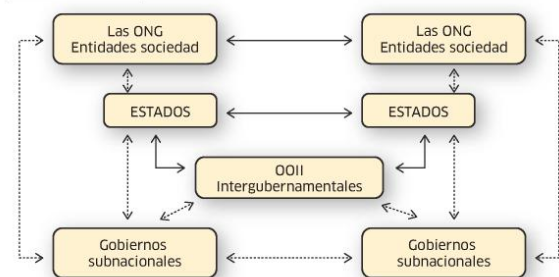 Las ONG
Entidades sociedad
Las ONG
Entidades sociedad
ESTADOS
ESTADOS
OOII
Intergubernamentales
Gobiernos
subnacionales
Gobiernos
subnacionales